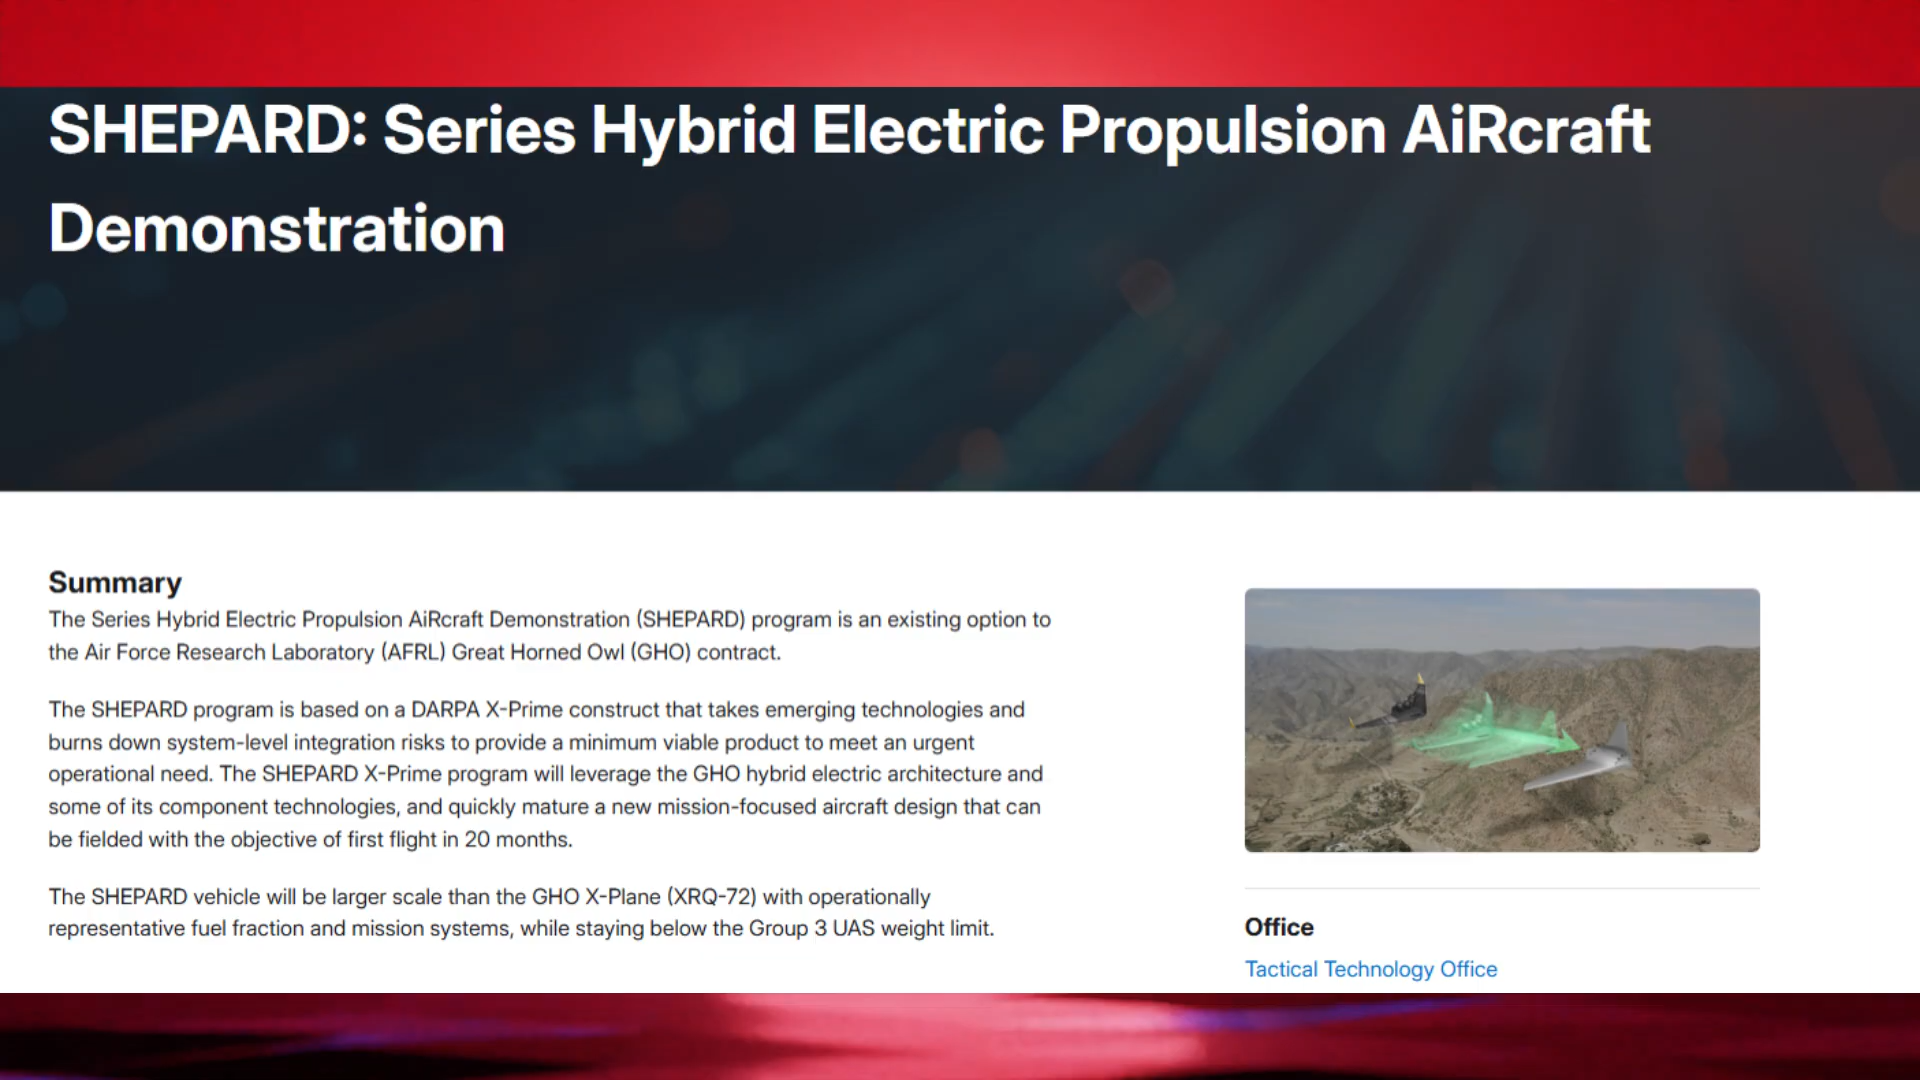 SHEPARD: Series Hybrid Electric Propulsion AiRcraft
Demonstration
Summary
The Series Hybrid Electric Propulsion AiRcraft Demonstration (SHEPARD) program is an existing option to
the Air Force Research Laboratory (AFRL) Great Horned Owl (GHO) contract.
The SHEPARD program is based on a DARPA X-Prime construct that takes emerging technologies and
burns down system-level integration risks to provide a minimum viable product to meet an urgent
operational need. The SHEPARD X-Prime program will leverage the GHO hybrid electric architecture and
some of its component technologies, and quickly mature a new mission-focused aircraft design that can
be fielded with the objective of first flight in 20 months.
The SHEPARD vehicle will be larger scale than the GHO X-Plane (XRQ-72) with operationally
representative fuel fraction and mission systems, while staying below the Group 3 UAS weight limit.
Office
Tactical Technology Office